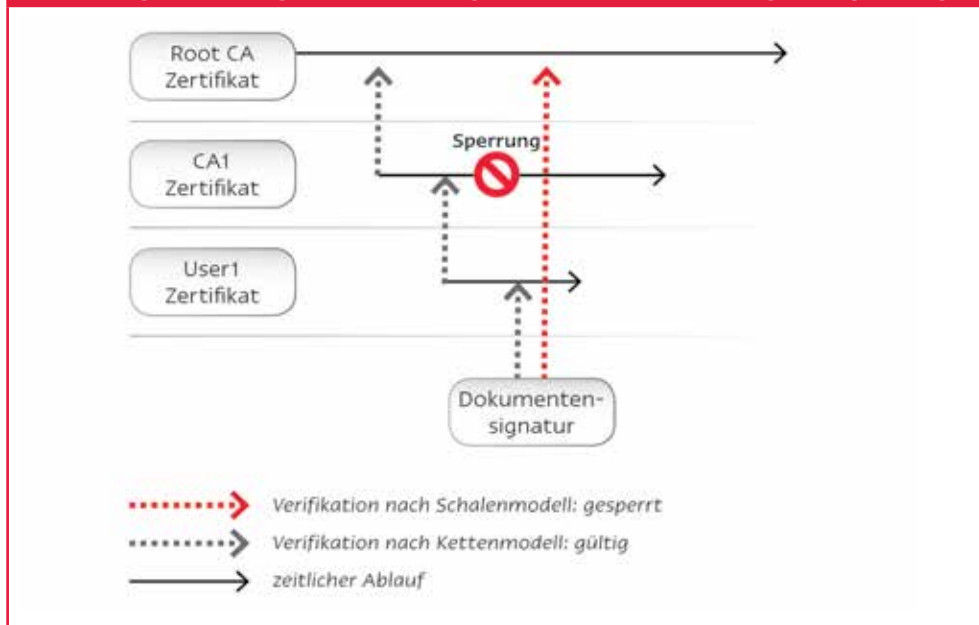 Root CA
Zertifikat
Sperrung
CA1
Zertifikat
User1
Zertifikat
Dokumenten-
signatur
Verifikation nach Schalenmodell: gesperrt
Verifikation nach Kettenmodell: gültig
zeitlicher Ablauf